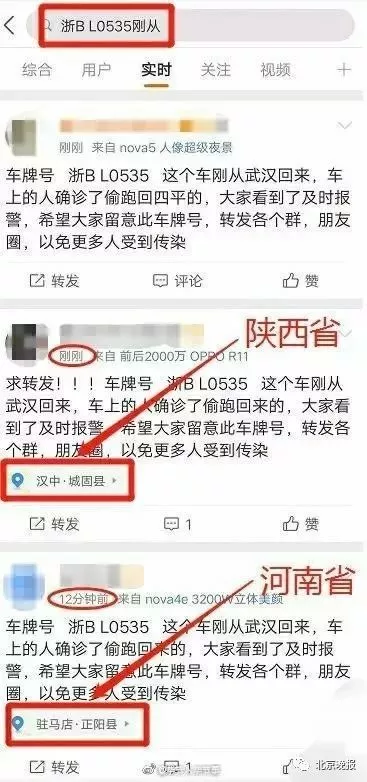 浙B L0535刚从
综合 用户 实时 关注 视频
刚刚 来自 nova5 人像超级夜景
车牌号 浙B L0535 这个车刚从武汉回来，车
上的人确诊了偷跑回四平的，大家看到了及时报
警，希望大家留意此车牌号，转发各个群，朋友
圈，以免更多人受到传染
转发 评论 赞
陕西省
刚刚 来自 前后2000万 OPPO R11
求转发！！！车牌号 浙B L0535 这个车刚从
武汉回来，车上的人确诊了偷跑回来的，大家看
到了及时报警，希望大家留意此车牌号，转发各
个群，朋友圈，以免更多人受到传染
汉中·城固县
转发 1 赞
河南省
12分钟前 来自 nova4e 3200W立体美颜
车牌号 浙B L0535 这个车刚从武汉回来，车
上的人确诊了偷跑回来的，大家看到了及时报
警，希望大家留意此车牌号，转发各个群，朋友
圈，以免更多人受到传染
驻马店·正阳县
转发 1
北京晚报